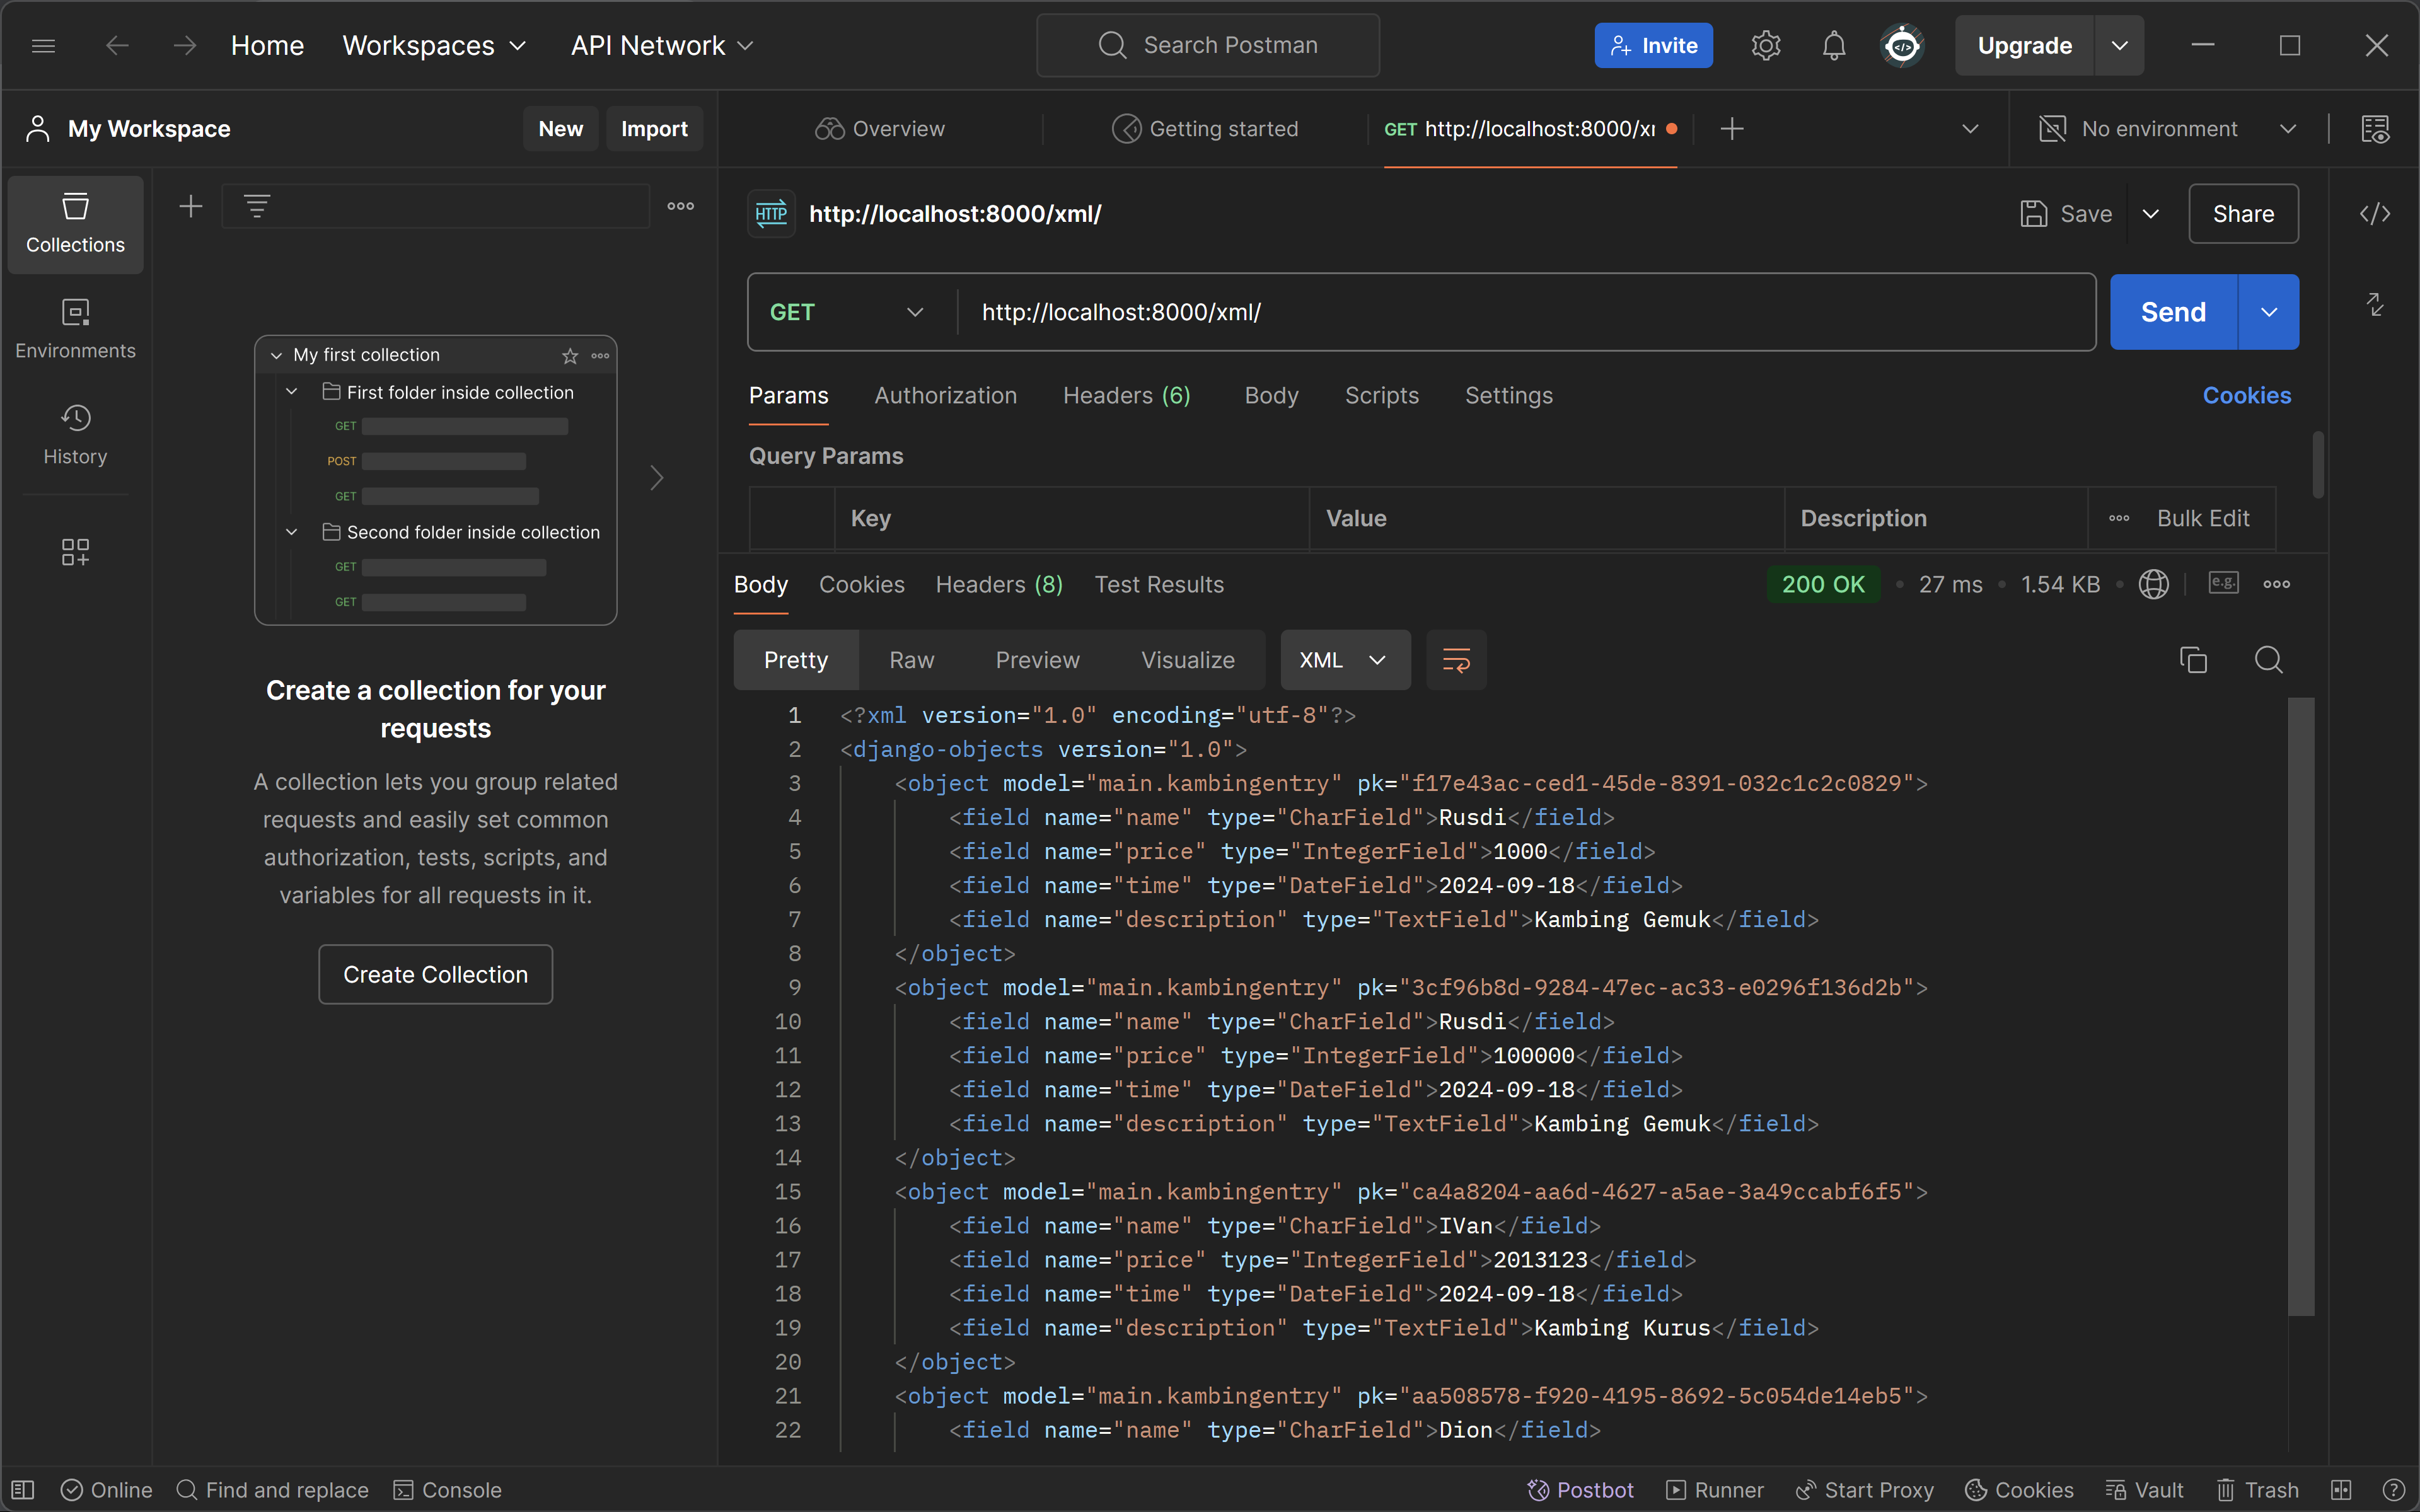 Home Workspaces API Network Search Postman Invite Upgrade
My Workspace New Import Overview Getting started GET http://localhost:8000/x No environment
Collections
Environments
History
My first collection
First folder inside collection
GET
POST
GET
Second folder inside collection
GET
GET
Create a collection for your
requests
A collection lets you group related
requests and easily set common
authorization, tests, scripts, and
variables for all requests in it.
Create Collection
HTTP http://localhost:8000/xml/ Save Share
GET http://localhost:8000/xml/ Send
Params Authorization Headers (6) Body Scripts Settings Cookies
Query Params
Key Value Description Bulk Edit
Body Cookies Headers (8) Test Results 200 OK 27 ms 1.54 KB e.g.
Pretty Raw Preview Visualize XML
1 <?xml version="1.0" encoding="utf-8"?>
2 <django-objects version="1.0">
3 <object model="main.kambingentry" pk="f17e43ac-ced1-45de-8391-032c1c2c0829">
4 <field name="name" type="CharField">Rusdi</field>
5 <field name="price" type="IntegerField">1000</field>
6 <field name="time" type="DateField">2024-09-18</field>
7 <field name="description" type="TextField">Kambing Gemuk</field>
8 </object>
9 <object model="main.kambingentry" pk="3cf96b8d-9284-47ec-ac33-e0296f136d2b">
10 <field name="name" type="CharField">Rusdi</field>
11 <field name="price" type="IntegerField">100000</field>
12 <field name="time" type="DateField">2024-09-18</field>
13 <field name="description" type="TextField">Kambing Gemuk</field>
14 </object>
15 <object model="main.kambingentry" pk="ca4a8204-aa6d-4627-a5ae-3a49ccabf6f5">
16 <field name="name" type="CharField">IVan</field>
17 <field name="price" type="IntegerField">2013123</field>
18 <field name="time" type="DateField">2024-09-18</field>
19 <field name="description" type="TextField">Kambing Kurus</field>
20 </object>
21 <object model="main.kambingentry" pk="aa508578-f920-4195-8692-5c054de14eb5">
22 <field name="name" type="CharField">Dion</field>
Online Find and replace Console Postbot Runner Start Proxy Cookies Vault Trash